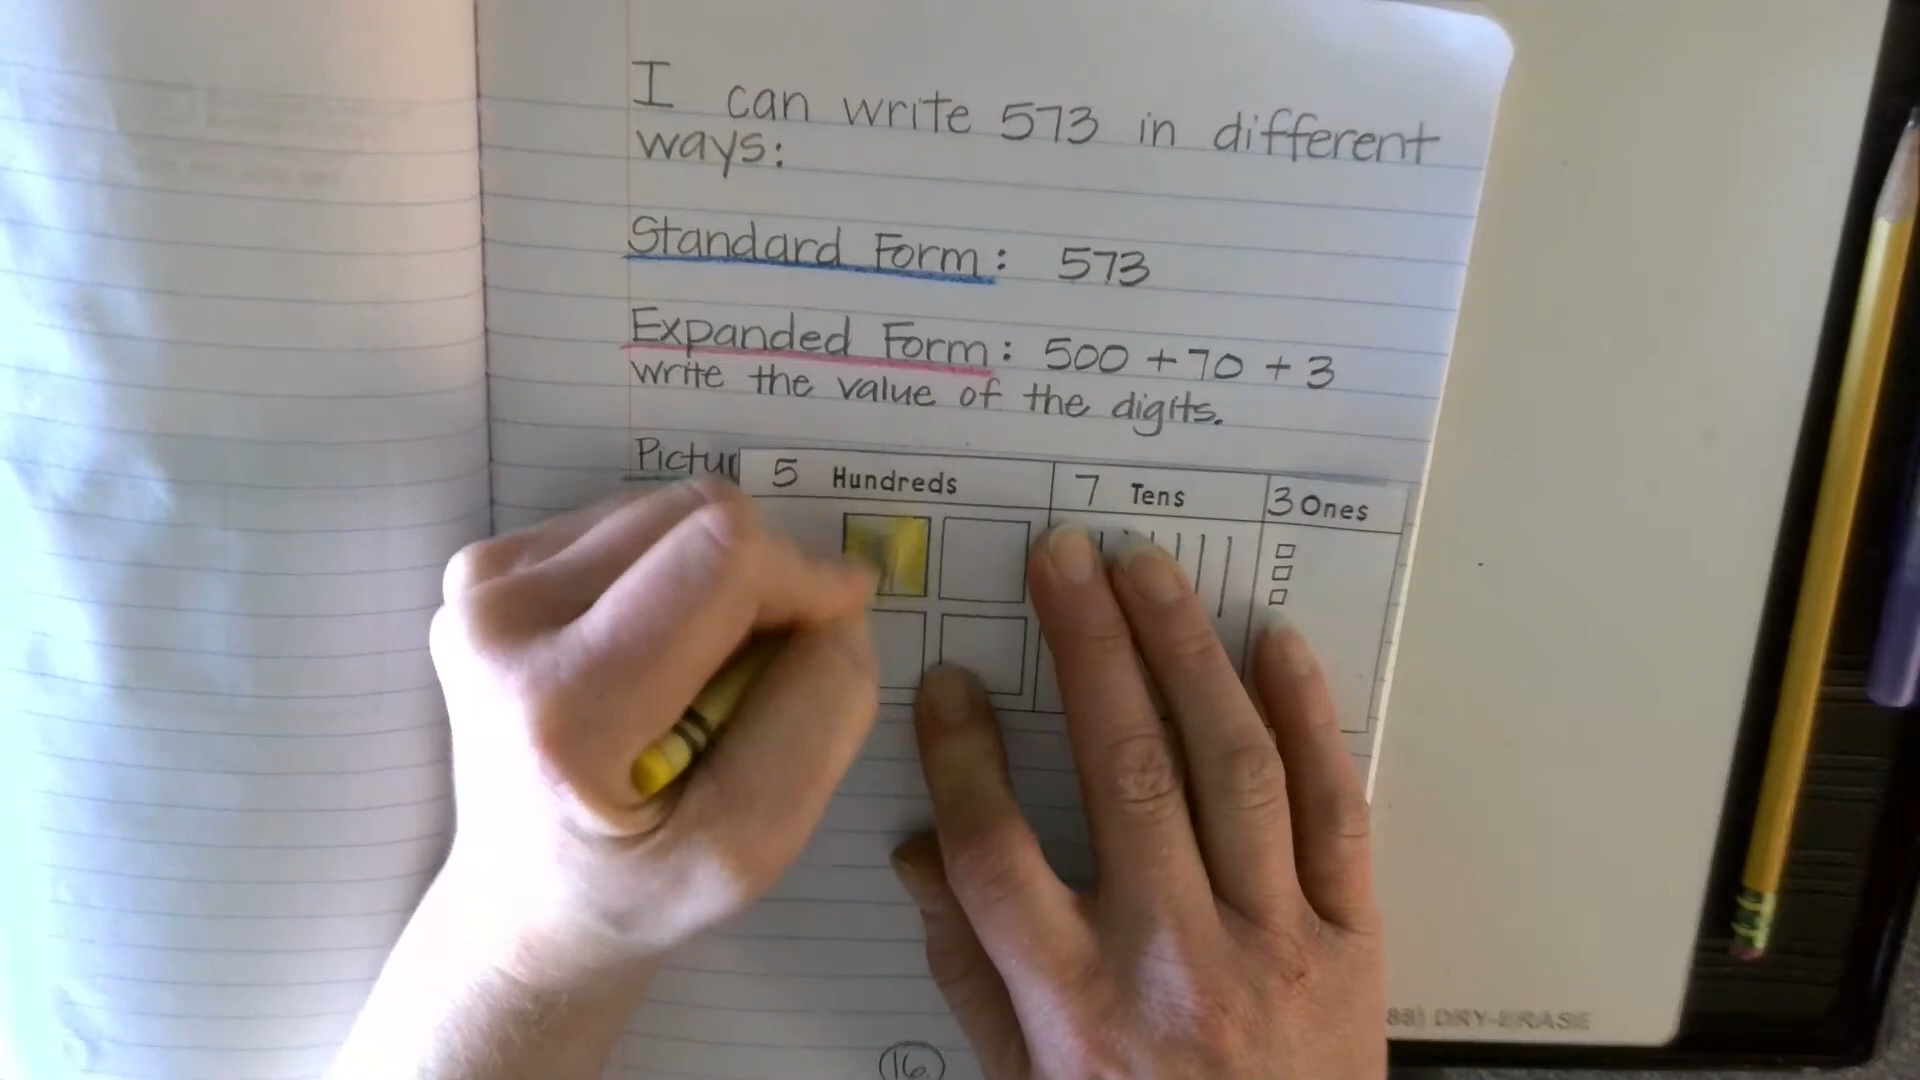 I can write 573 in different
ways:
Standard Form: 573
Expanded Form: 500 + 70 + 3
write the value of the digits.
Pictur
5 Hundreds 7 Tens 3 Ones
DRY-ERASE
16.